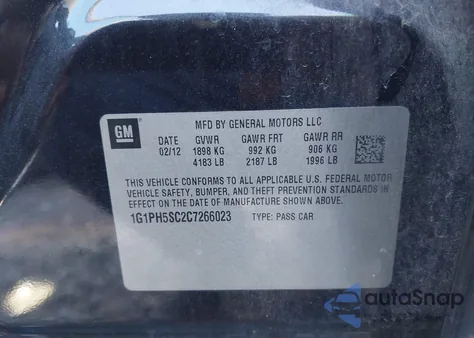 MFD BY GENERAL MOTORS LLC
GM
DATE GVWR GAWR FRT GAWR RR
02/12 1898 KG 992 KG 906 KG
4183 LB 2187 LB 1996 LB
THIS VEHICLE CONFORMS TO ALL APPLICABLE U.S. FEDERAL MOTOR
VEHICLE SAFETY, BUMPER, AND THEFT PREVENTION STANDARDS IN
EFFECT ON THE DATE OF MANUFACTURE SHOWN ABOVE.
1G1PH5SC2C7266023 TYPE: PASS CAR
autoSnap